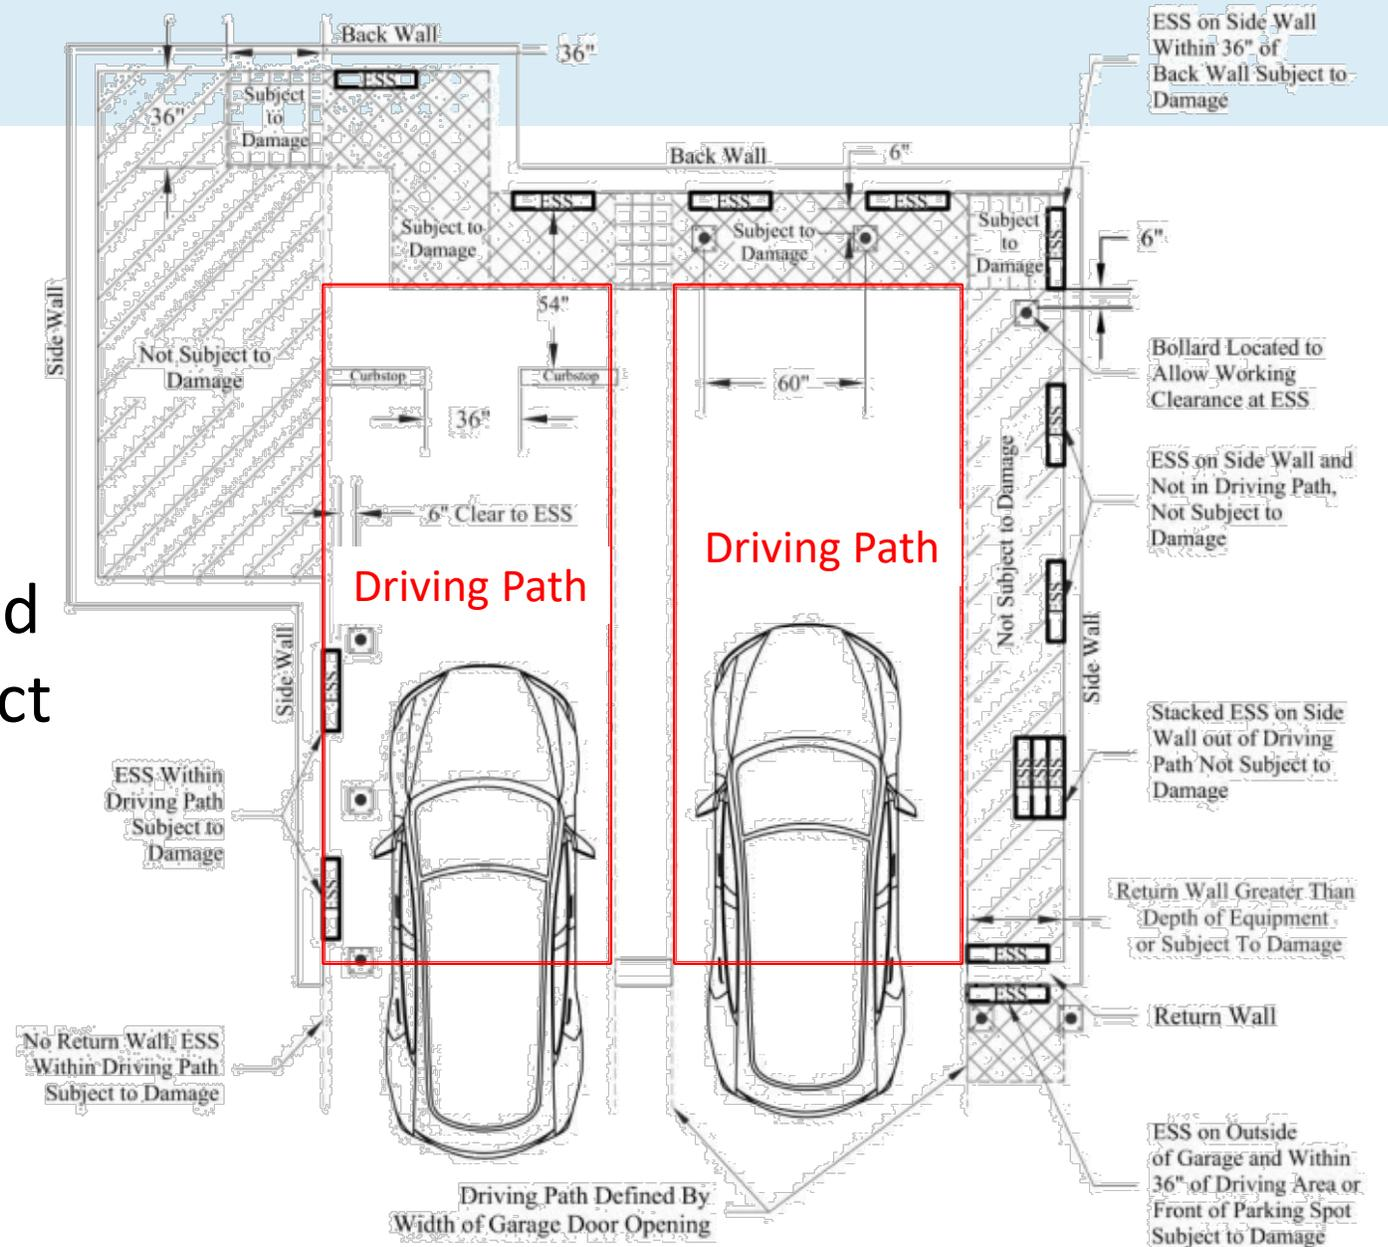 Back Wall
36"
ESS on Side Wall
Within 36" of
Back Wall Subject to
Damage
ESS
36"
Subject
to
Damage
Back Wall
6"
ESS
ESS
ESS
Subject to
Damage
Subject to
Damage
Subject
to
Damage
ESS
6"
Side Wall
54"
Not Subject to
Damage
Curbstop
Curbstop
36"
60"
Bollard Located to
Allow Working
Clearance at ESS
ESS
Not Subject to Damage
ESS on Side Wall and
Not in Driving Path,
Not Subject to
Damage
6" Clear to ESS
Driving Path
Driving Path
ESS
d
ct
Side Wall
ESS
Side Wall
Stacked ESS on Side
Wall out of Driving
Path Not Subject to
Damage
ESS
ESS
ESS
ESS Within
Driving Path
Subject to
Damage
ESS
Return Wall Greater Than
Depth of Equipment
or Subject To Damage
ESS
ESS
Return Wall
No Return Wall, ESS
Within Driving Path
Subject to Damage
ESS on Outside
of Garage and Within
36" of Driving Area or
Front of Parking Spot
Subject to Damage
Driving Path Defined By
Width of Garage Door Opening